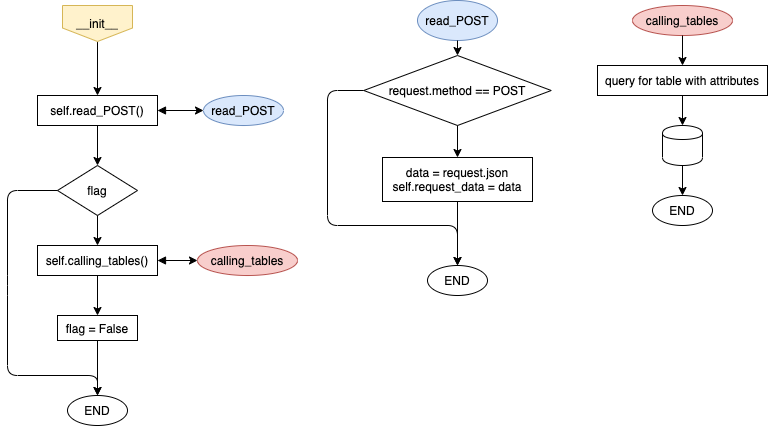 __init__
self.read_POST()
read_POST
flag
self.calling_tables()
calling_tables
flag = False
END
read_POST
request.method == POST
data = request.json
self.request_data = data
END
calling_tables
query for table with attributes
END